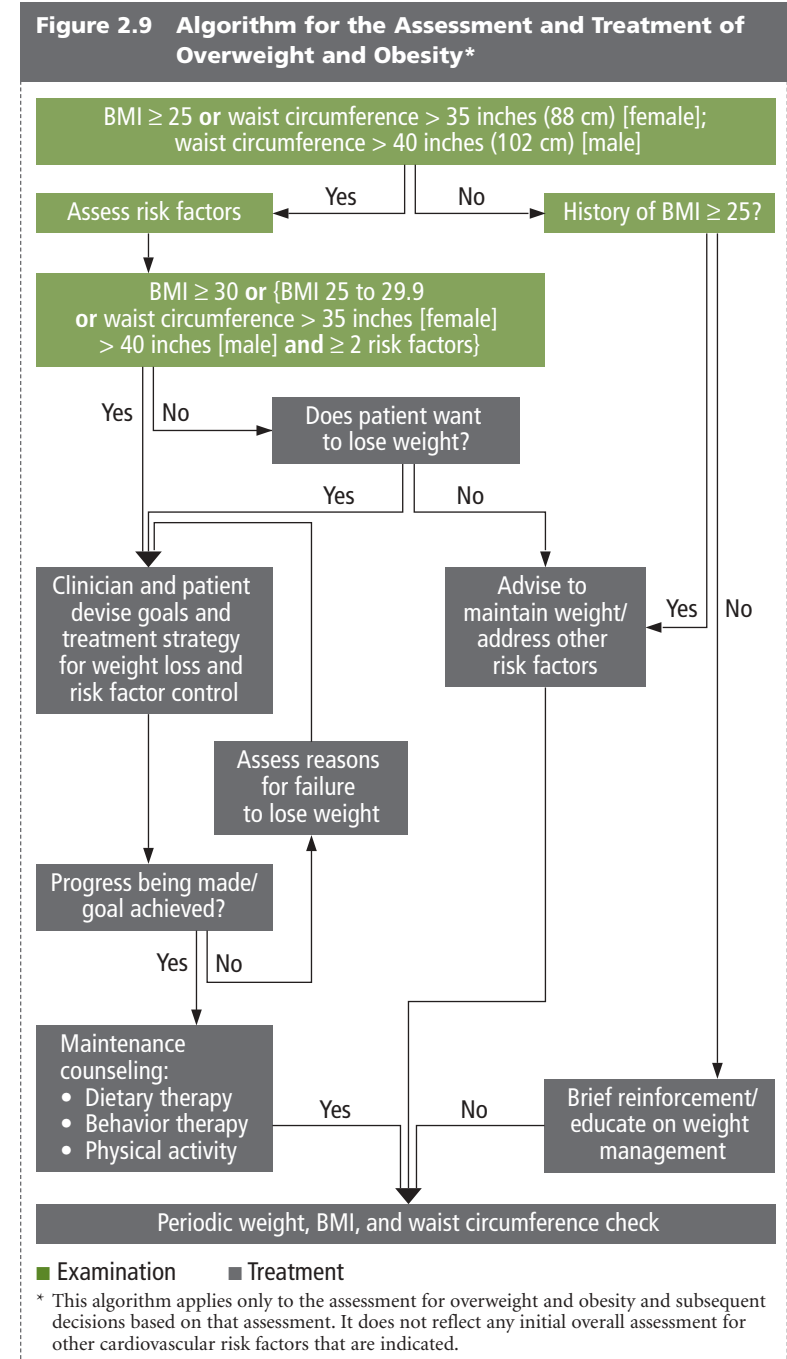 Figure 2.9 Algorithm for the Assessment and Treatment of
Overweight and Obesity*
BMI ≥ 25 or waist circumference > 35 inches (88 cm) [female];
waist circumference > 40 inches (102 cm) [male]
Yes
No
Assess risk factors
History of BMI ≥ 25?
BMI ≥ 30 or {BMI 25 to 29.9
or waist circumference > 35 inches [female]
> 40 inches [male] and ≥ 2 risk factors}
Yes
No
Does patient want
to lose weight?
Yes
No
Clinician and patient
devise goals and
treatment strategy
for weight loss and
risk factor control
Advise to
maintain weight/
address other
risk factors
Yes
No
Assess reasons
for failure
to lose weight
Progress being made/
goal achieved?
Yes
No
Maintenance
counseling:
• Dietary therapy
• Behavior therapy
• Physical activity
Yes
No
Brief reinforcement/
educate on weight
management
Periodic weight, BMI, and waist circumference check
Examination
Treatment
* This algorithm applies only to the assessment for overweight and obesity and subsequent
decisions based on that assessment. It does not reflect any initial overall assessment for
other cardiovascular risk factors that are indicated.